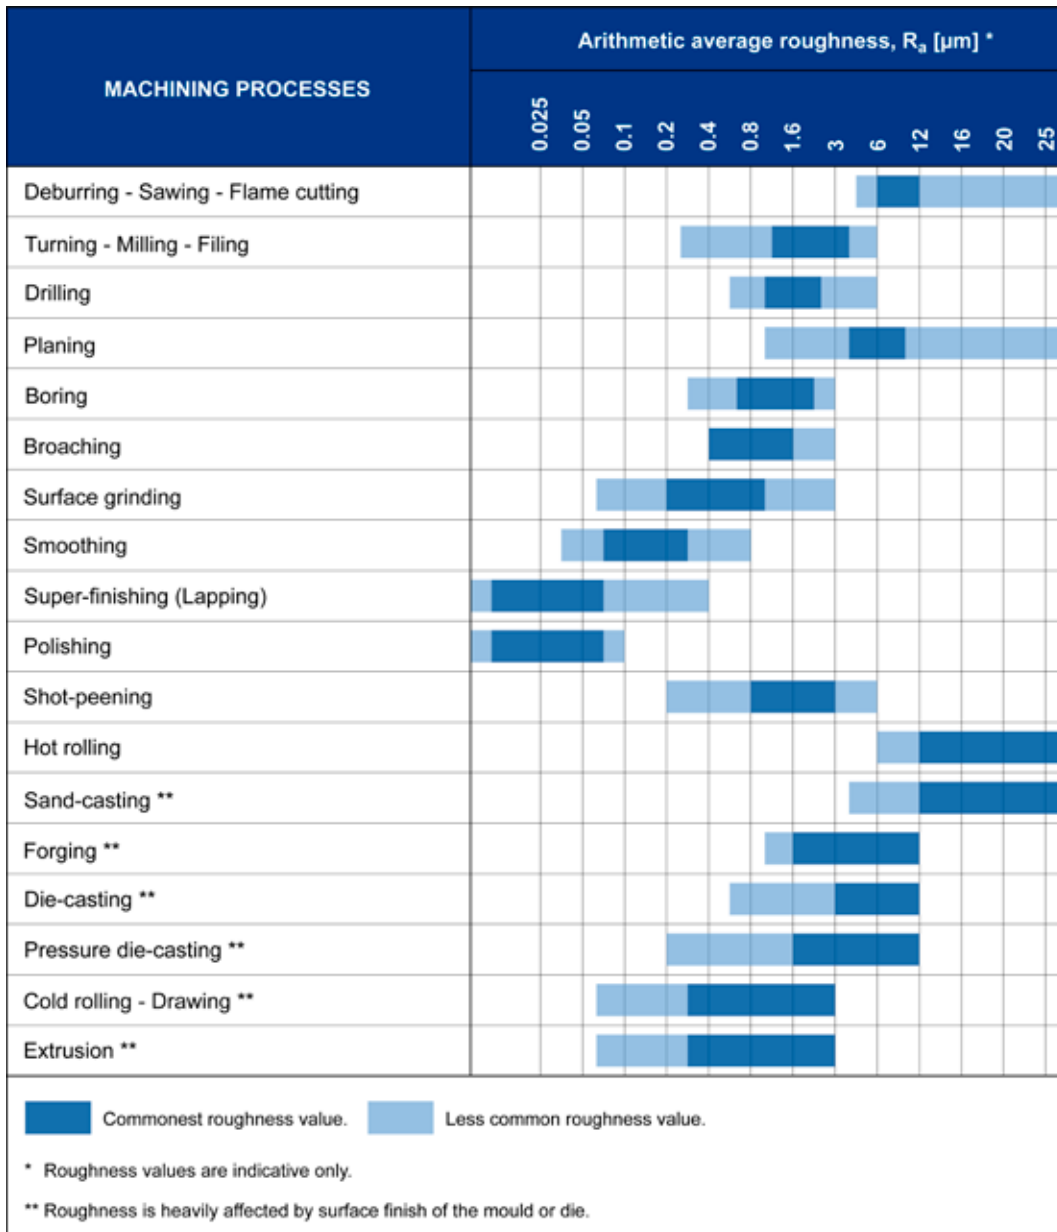 MACHINING PROCESSES
Arithmetic average roughness, Ra [µm] *
0.025 0.05 0.1 0.2 0.4 0.8 1.6 3 6 12 16 20 25
Deburring - Sawing - Flame cutting
Turning - Milling - Filing
Drilling
Planing
Boring
Broaching
Surface grinding
Smoothing
Super-finishing (Lapping)
Polishing
Shot-peening
Hot rolling
Sand-casting **
Forging **
Die-casting **
Pressure die-casting **
Cold rolling - Drawing **
Extrusion **
Commonest roughness value. Less common roughness value.
* Roughness values are indicative only.
** Roughness is heavily affected by surface finish of the mould or die.